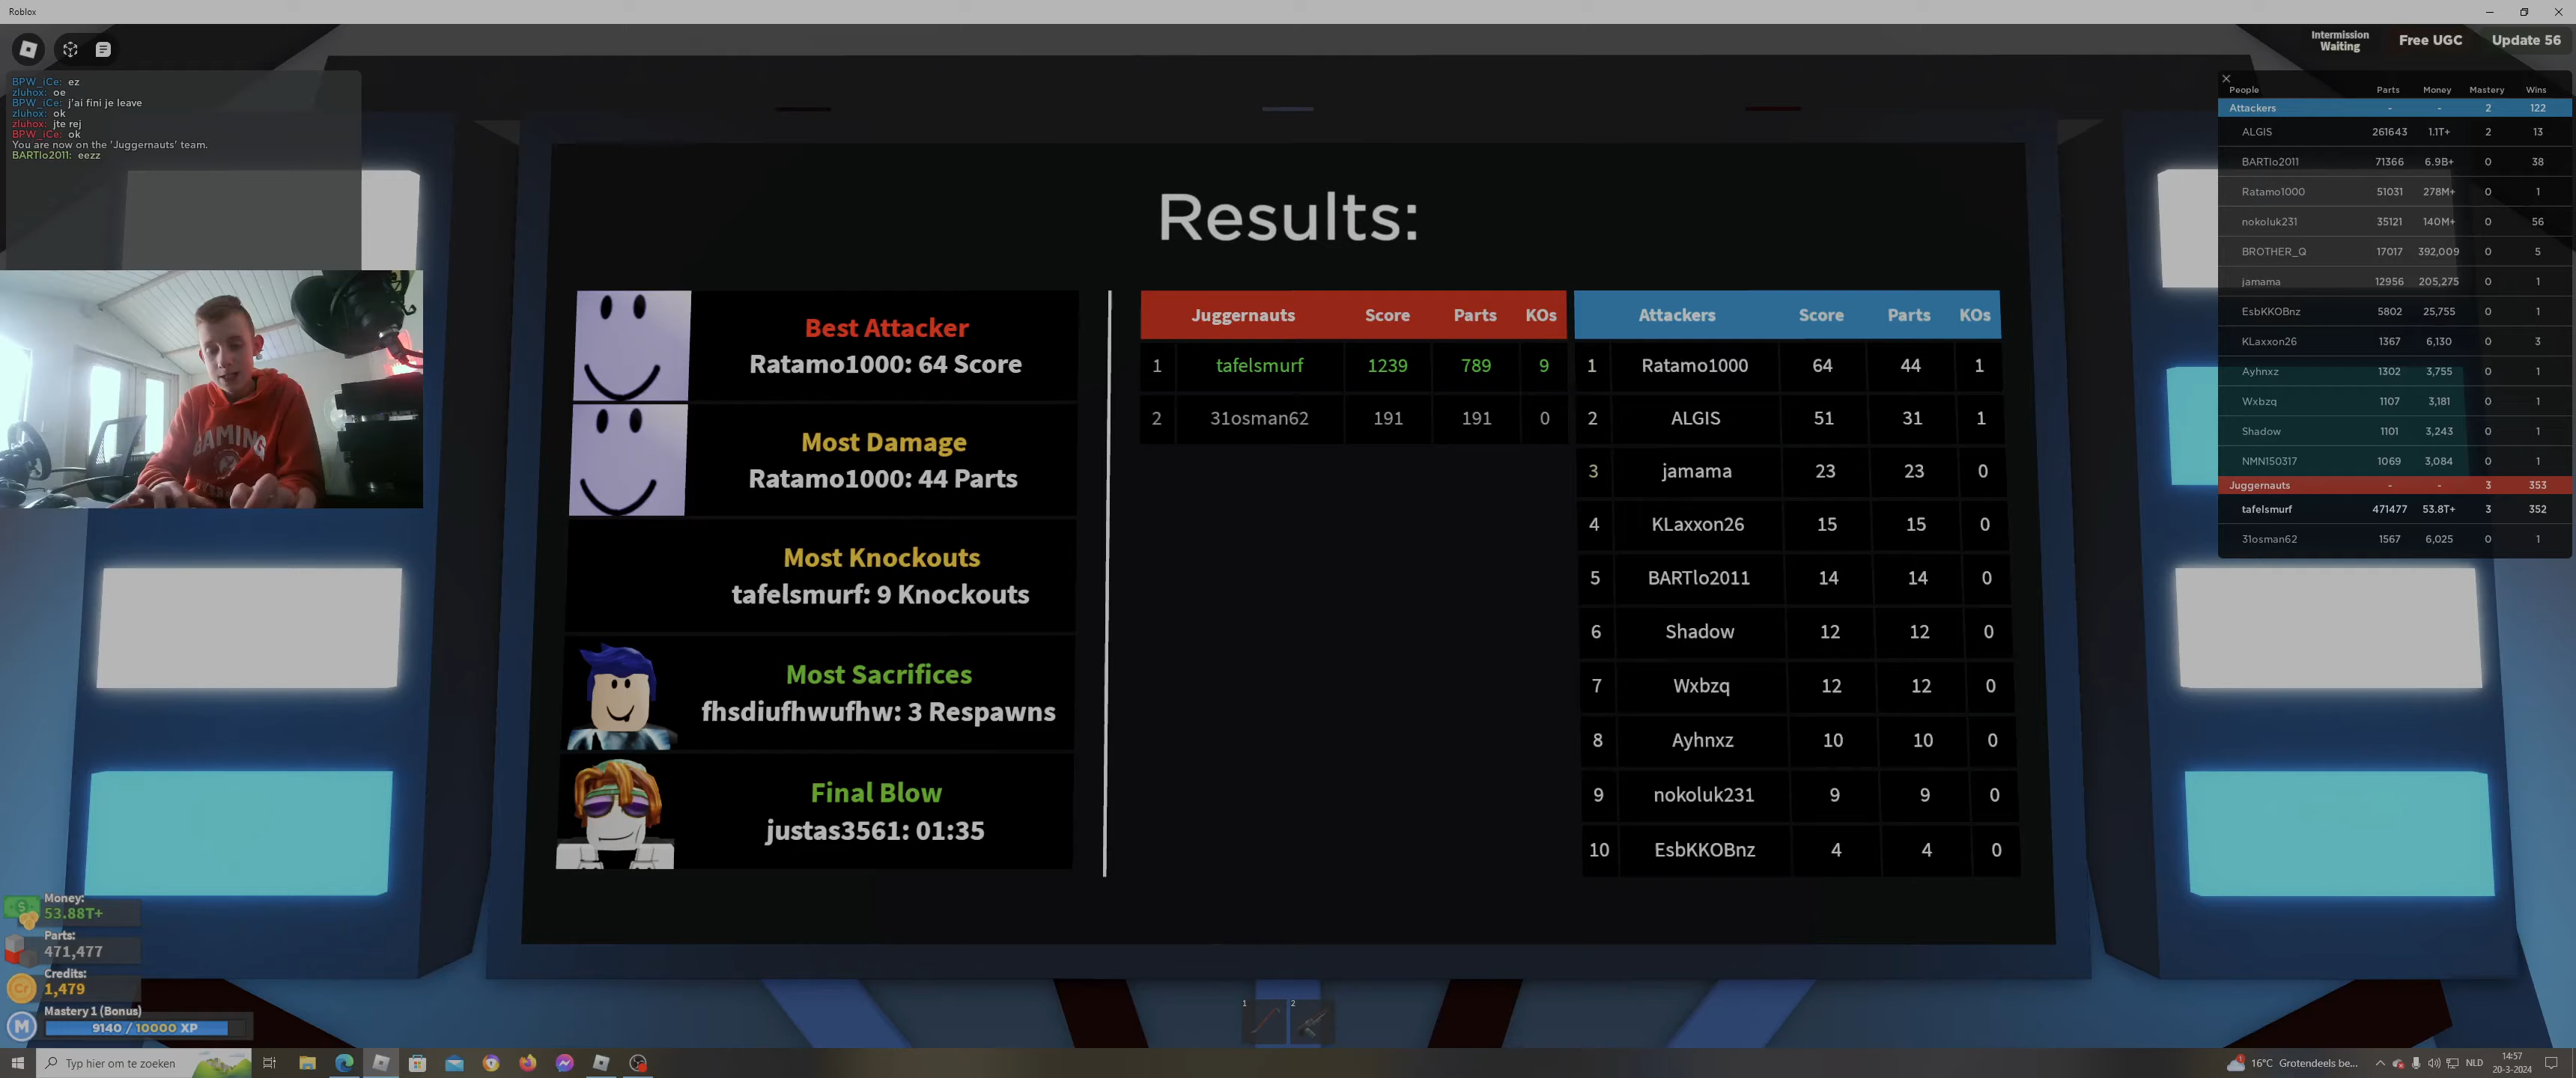 Roblox
Intermission
Waiting
Free UGC
Update 56
BPW_iCe: ez
zluhox: oe
BPW_iCe: j'ai fini je leave
zluhox: ok
zluhox: jte rej
BPW_iCe: ok
You are now on the 'Juggernauts' team.
BARTlo2011: eezz
People Parts Money Mastery Wins
Attackers - - 2 122
ALGIS 261643 1.1T+ 2 13
BARTlo2011 71366 6.9B+ 0 38
Ratamo1000 51031 278M+ 0 1
nokoluk231 35121 140M+ 0 56
BROTHER_Q 17017 392,009 0 5
jamama 12956 205,275 0 1
EsbKKOBnz 5802 25,755 0 1
KLaxxon26 1367 6,130 0 3
Ayhnxz 1302 3,755 0 1
Wxbzq 1107 3,181 0 1
Shadow 1101 3,243 0 1
NMN150317 1069 3,084 0 1
Juggernauts - - 3 353
tafelsmurf 471477 53.8T+ 3 352
31osman62 1567 6,025 0 1
Results:
Best Attacker
Ratamo1000: 64 Score
Most Damage
Ratamo1000: 44 Parts
Most Knockouts
tafelsmurf: 9 Knockouts
Most Sacrifices
fhsdiufhwufhw: 3 Respawns
Final Blow
justas3561: 01:35
Juggernauts Score Parts KOs
1 tafelsmurf 1239 789 9
2 31osman62 191 191 0
Attackers Score Parts KOs
1 Ratamo1000 64 44 1
2 ALGIS 51 31 1
3 jamama 23 23 0
4 KLaxxon26 15 15 0
5 BARTlo2011 14 14 0
6 Shadow 12 12 0
7 Wxbzq 12 12 0
8 Ayhnxz 10 10 0
9 nokoluk231 9 9 0
10 EsbKKOBnz 4 4 0
GAMING
Money:
53.88T+
Parts:
471,477
Credits:
Cr 1,479
Mastery 1 (Bonus)
M 9140 / 10000 XP
1 2
Typ hier om te zoeken
16°C Grotendeels be...
NLD
14:57
20-3-2024